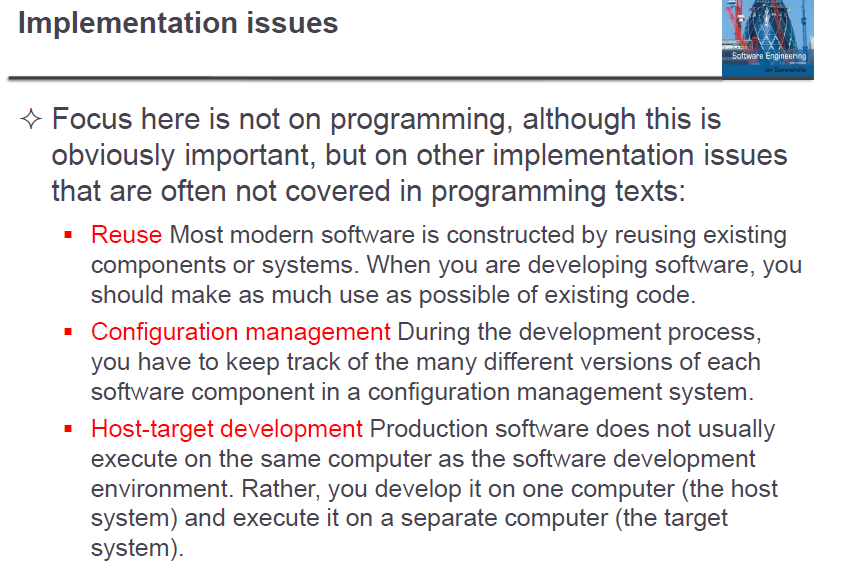 Implementation issues
Software Engineering
Ian Sommerville
✧ Focus here is not on programming, although this is
obviously important, but on other implementation issues
that are often not covered in programming texts:
▪ Reuse Most modern software is constructed by reusing existing
components or systems. When you are developing software, you
should make as much use as possible of existing code.
▪ Configuration management During the development process,
you have to keep track of the many different versions of each
software component in a configuration management system.
▪ Host-target development Production software does not usually
execute on the same computer as the software development
environment. Rather, you develop it on one computer (the host
system) and execute it on a separate computer (the target
system).